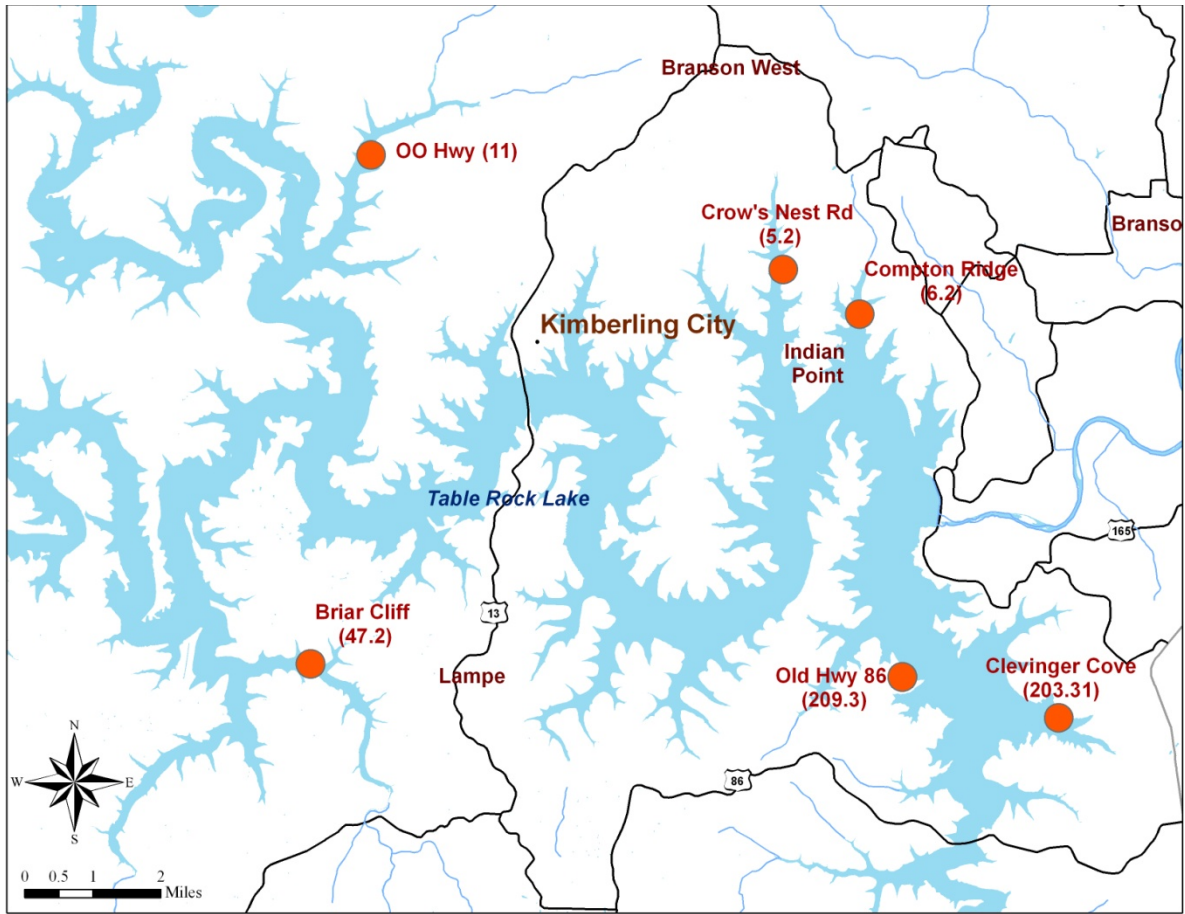 Branson West
OO Hwy (11)
Crow's Nest Rd
(5.2)
Branso
Compton Ridge
(6.2)
Kimberling City
Indian
Point
Table Rock Lake
165
Briar Cliff
(47.2)
13
Lampe
Old Hwy 86
(209.3)
Clevinger Cove
(203.31)
N
W
E
S
86
0 0.5 1 2
Miles